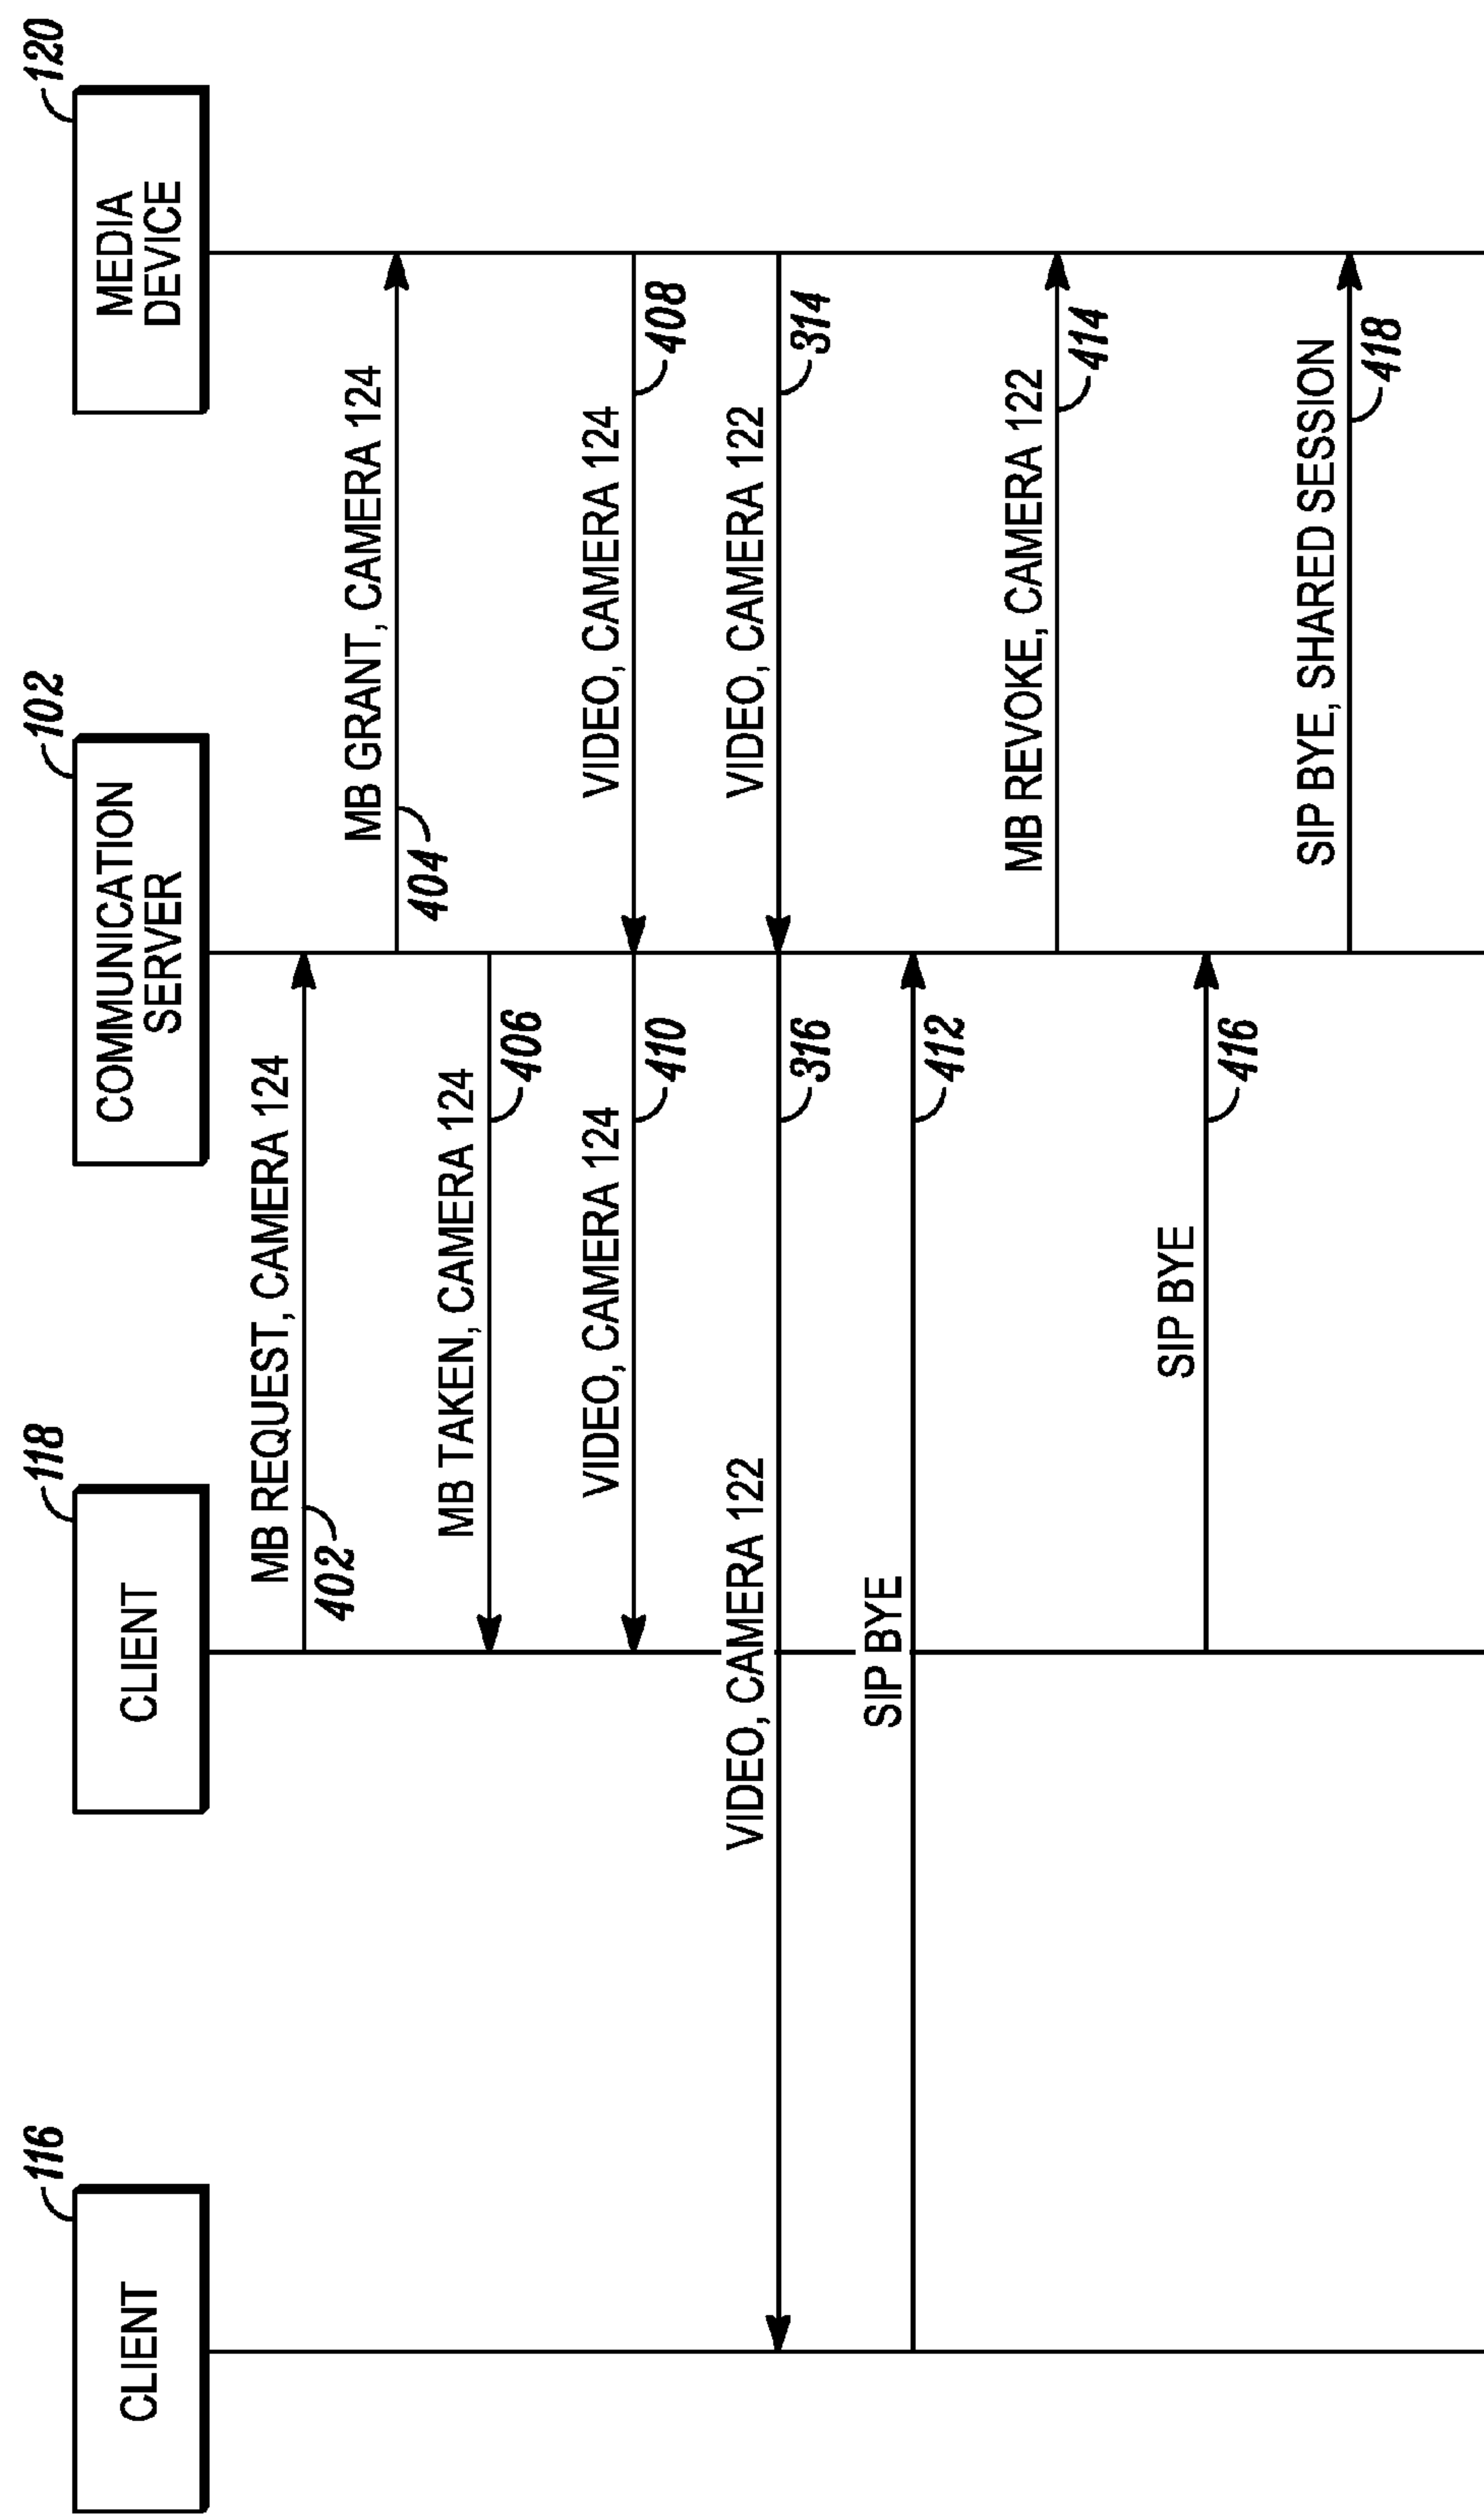 116
CLIENT
118
CLIENT
102
COMMUNICATION
SERVER
120
MEDIA
DEVICE
MB REQUEST, CAMERA 124
402
MB GRANT, CAMERA 124
404
MB TAKEN, CAMERA 124
406
VIDEO, CAMERA 124
410
VIDEO, CAMERA 124
408
VIDEO, CAMERA 122
316
VIDEO, CAMERA 122
314
SIP BYE
412
MB REVOKE, CAMERA 122
414
SIP BYE
416
SIP BYE, SHARED SESSION
418